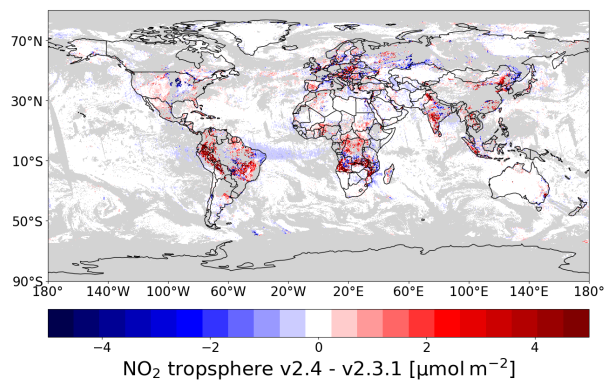 70°N
30°N
10°S
50°S
90°S
180° 140°W 100°W 60°W 20°W 20°E 60°E 100°E 140°E 180°
−4 −2 0 2 4
NO₂ tropsphere v2.4 - v2.3.1 [μmol m⁻²]